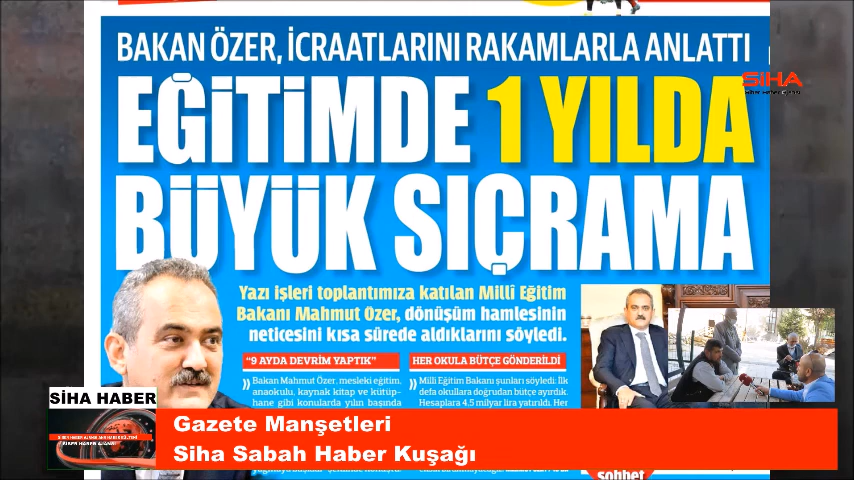 BAKAN ÖZER, İCRAATLARINI RAKAMLARLA ANLATTI
SİHA
EĞİTİMDE 1 YILDA
BÜYÜK SIÇRAMA
Yazı işleri toplantımıza katılan Millî Eğitim
Bakanı Mahmut Özer, dönüşüm hamlesinin
neticesini kısa sürede aldıklarını söyledi.
“9 AYDA DEVRİM YAPTIK”
Bakan Mahmut Özer, mesleki eğitim,
anaokulu, kaynak kitap ve kütüp-
hane gibi konularda yılın başında
HER OKULA BÜTÇE GÖNDERİLDİ
Millî Eğitim Bakanı şunları söyledi: İlk
defa okullara doğrudan bütçe ayırdık.
Hesaplara 4,5 milyar lira yatırıldı. Her
SİHA HABER
Gazete Manşetleri
Siha Sabah Haber Kuşağı
sohbet